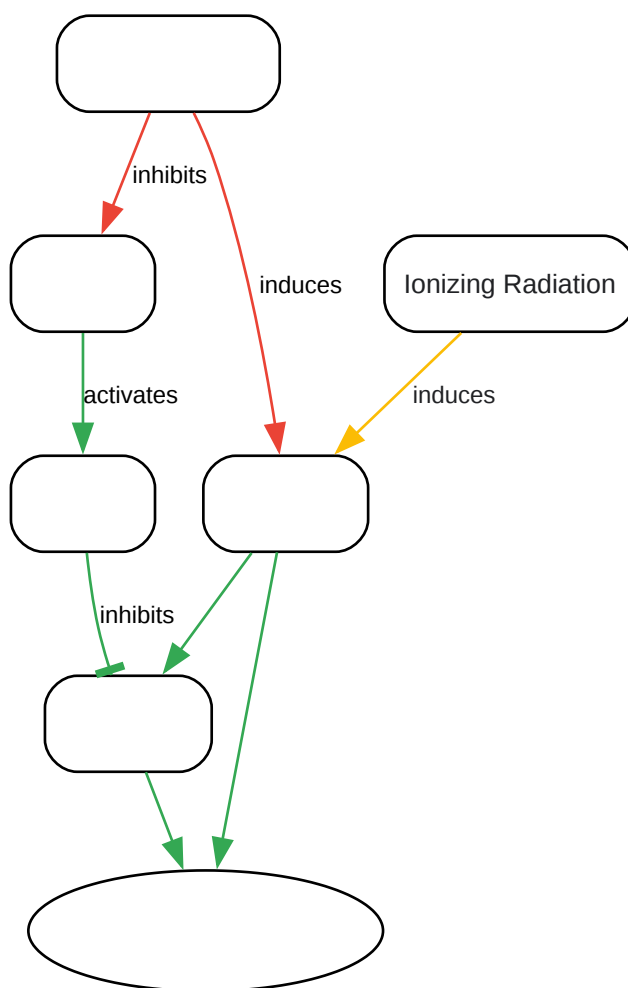 inhibits
induces
Ionizing Radiation
activates
induces
inhibits